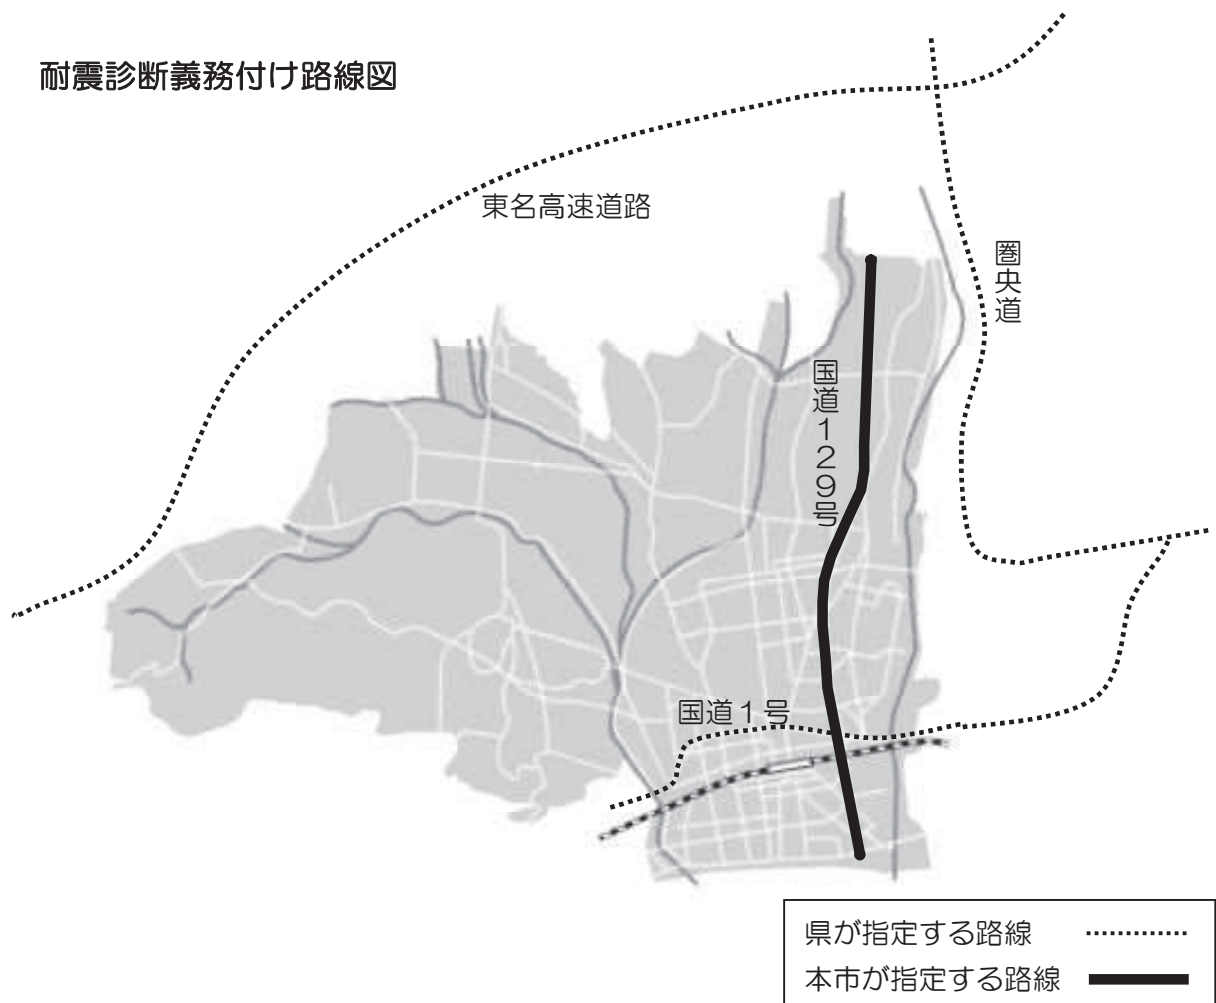 耐震診断義務付け路線図
東名高速道路
圏央道
国道１２９号
国道１号
県が指定する路線
本市が指定する路線